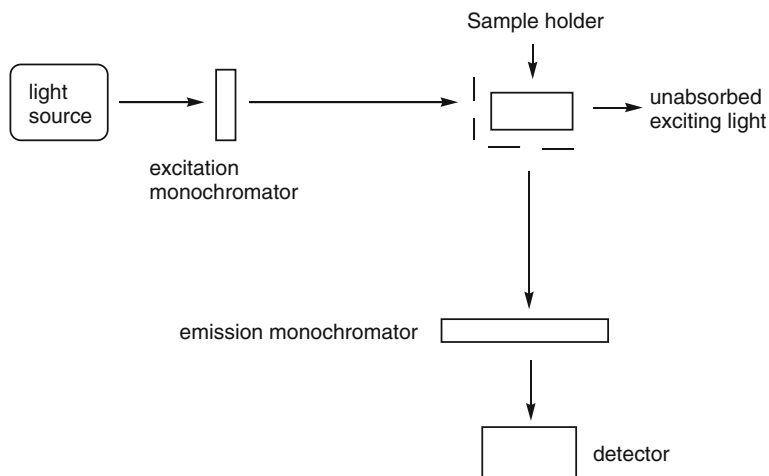 Sample holder
light
source
unabsorbed
exciting light
excitation
monochromator
emission monochromator
detector